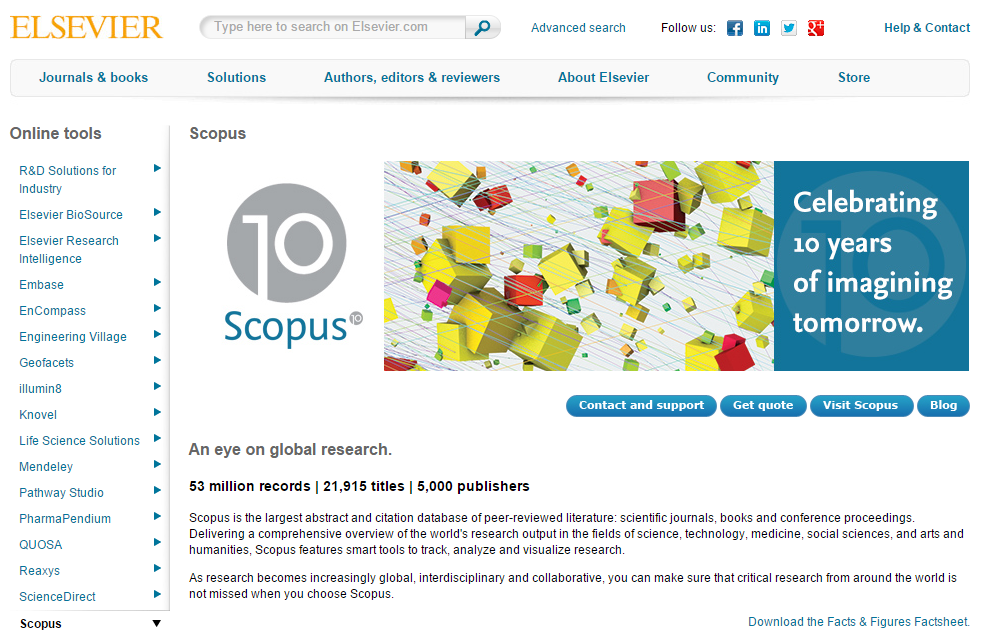 ELSEVIER
Type here to search on Elsevier.com
Advanced search
Follow us:
Help & Contact
Journals & books
Solutions
Authors, editors & reviewers
About Elsevier
Community
Store
Online tools
R&D Solutions for
Industry
Elsevier BioSource
Elsevier Research
Intelligence
Embase
EnCompass
Engineering Village
Geofacets
illumin8
Knovel
Life Science Solutions
Mendeley
Pathway Studio
PharmaPendium
QUOSA
Reaxys
ScienceDirect
Scopus
Scopus
10
Scopus 10
Celebrating
10 years
of imagining
tomorrow.
Contact and support
Get quote
Visit Scopus
Blog
An eye on global research.
53 million records | 21,915 titles | 5,000 publishers
Scopus is the largest abstract and citation database of peer-reviewed literature: scientific journals, books and conference proceedings.
Delivering a comprehensive overview of the world's research output in the fields of science, technology, medicine, social sciences, and arts and
humanities, Scopus features smart tools to track, analyze and visualize research.
As research becomes increasingly global, interdisciplinary and collaborative, you can make sure that critical research from around the world is
not missed when you choose Scopus.
Download the Facts & Figures Factsheet.